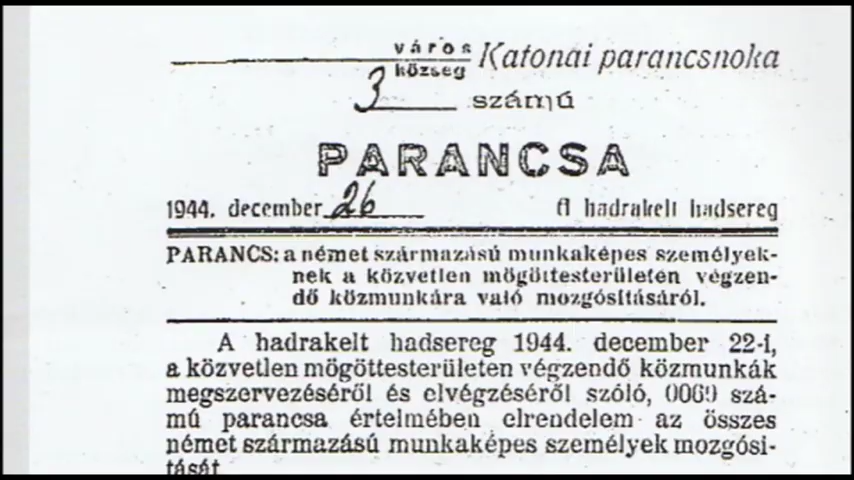 város
község Katonai parancsnoka
3 számú
PARANCSA
1944. december 26 A hadrakelt hadsereg
PARANCS: a német származású munkaképes személyek-
nek a közvetlen mögöttesterületen végzen-
dő közmunkára való mozgósításáról.
A hadrakelt hadsereg 1944. december 22-i,
a közvetlen mögöttesterületen végzendő közmunkák
megszervezéséről és elvégzéséről szóló, 0060 szá-
mú parancsa értelmében elrendelem az összes
német származású munkaképes személyek mozgósi-
tását